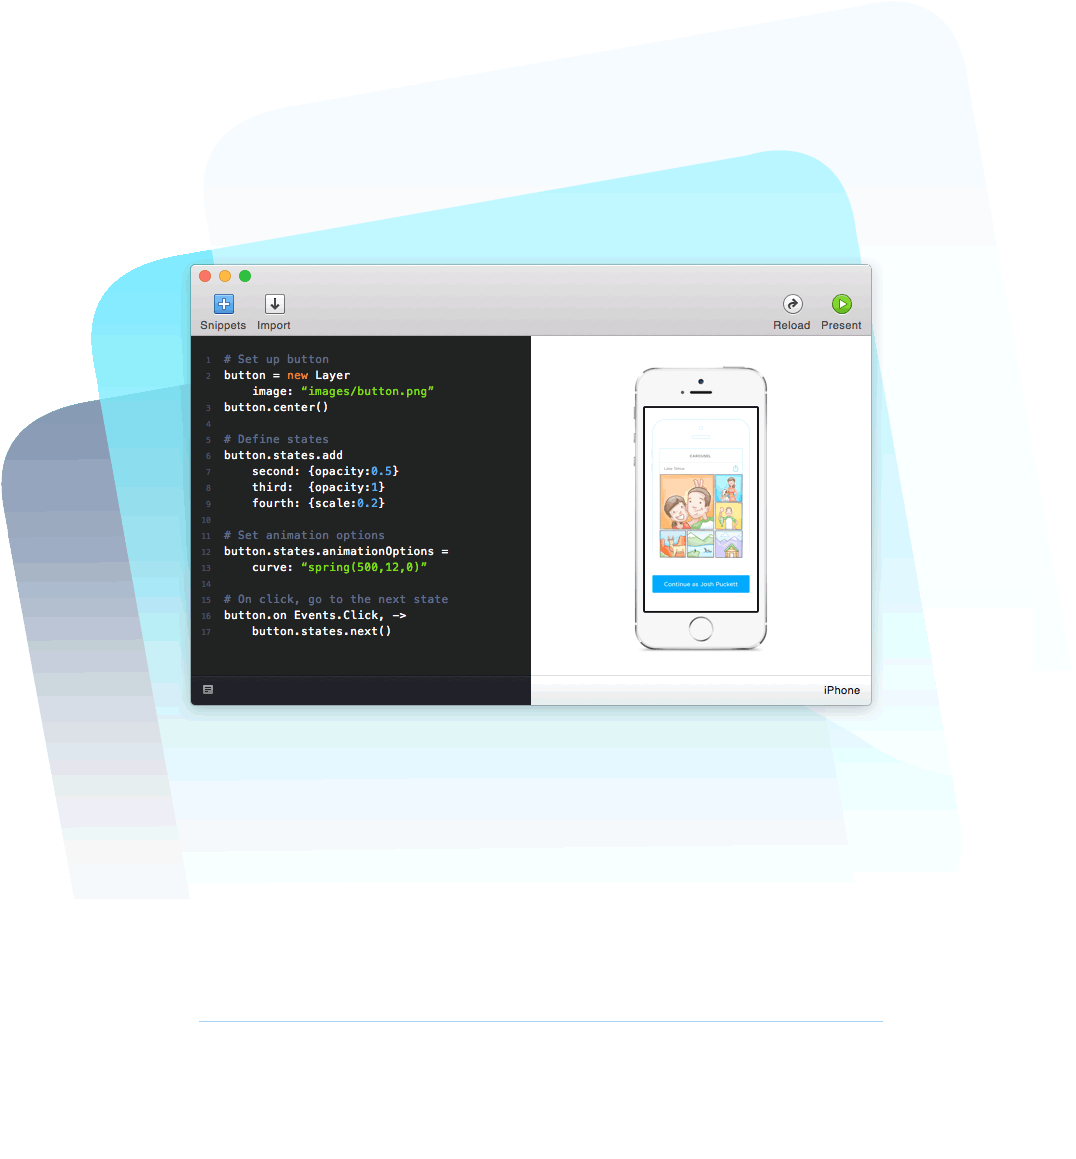 Snippets Import Reload Present
1 # Set up button
2 button = new Layer
image: “images/button.png”
3 button.center()
4
5 # Define states
6 button.states.add
7 second: {opacity:0.5}
8 third: {opacity:1}
9 fourth: {scale:0.2}
10
11 # Set animation options
12 button.states.animationOptions =
13 curve: “spring(500,12,0)”
14
15 # On click, go to the next state
16 button.on Events.Click, ->
17 button.states.next()
CAROUSEL
Lake Tahoe
Continue as Josh Puckett
iPhone